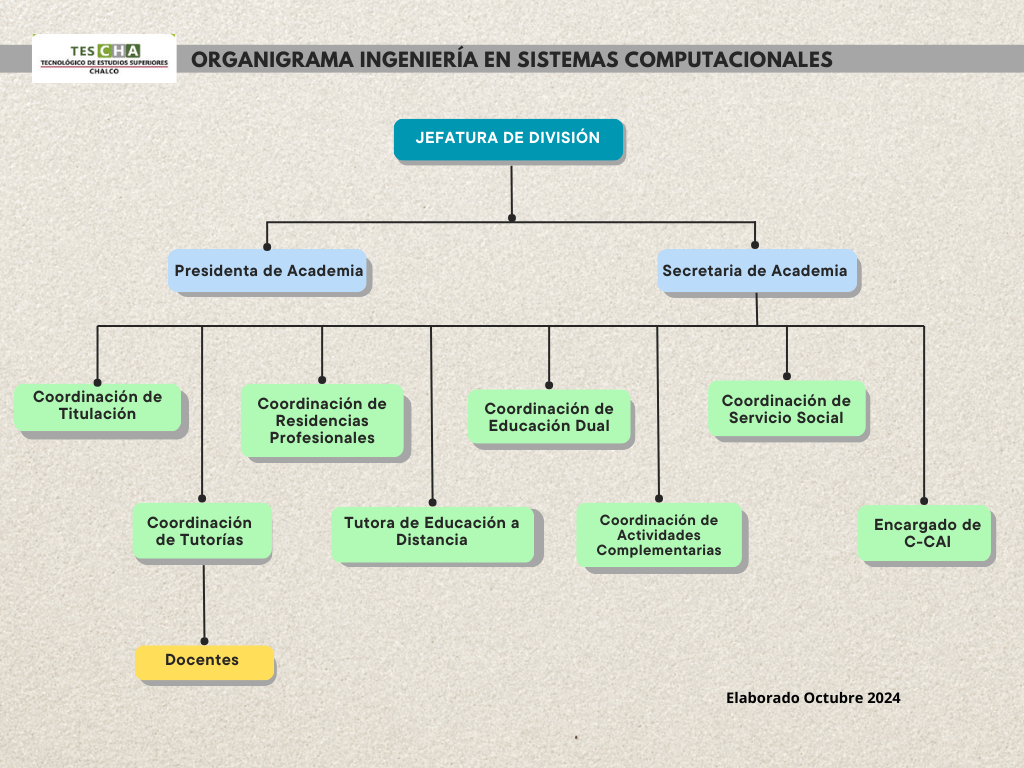 TESCHA
TECNOLÓGICO DE ESTUDIOS SUPERIORES
CHALCO
ORGANIGRAMA INGENIERÍA EN SISTEMAS COMPUTACIONALES
JEFATURA DE DIVISIÓN
Presidenta de Academia
Secretaria de Academia
Coordinación de
Titulación
Coordinación de
Residencias
Profesionales
Coordinación de
Educación Dual
Coordinación de
Servicio Social
Coordinación
de Tutorías
Tutora de Educación a
Distancia
Coordinación de
Actividades
Complementarias
Encargado de
C-CAI
Docentes
Elaborado Octubre 2024